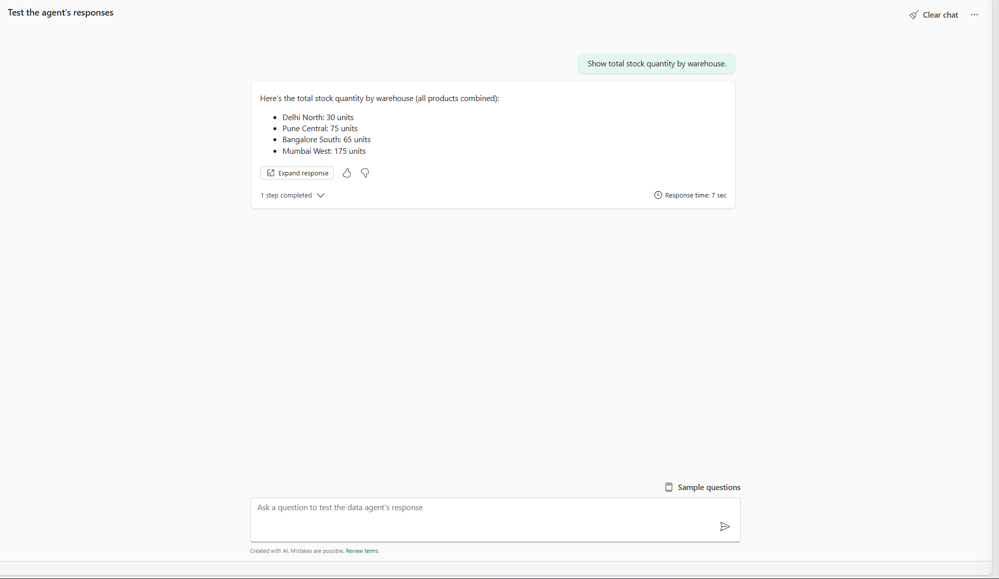 Test the agent's responses
Clear chat
Show total stock quantity by warehouse.
Here's the total stock quantity by warehouse (all products combined):
• Delhi North: 30 units
• Pune Central: 75 units
• Bangalore South: 65 units
• Mumbai West: 175 units
Expand response
1 step completed
Response time: 7 sec
Sample questions
Ask a question to test the data agent's response
Created with AI. Mistakes are possible. Review terms